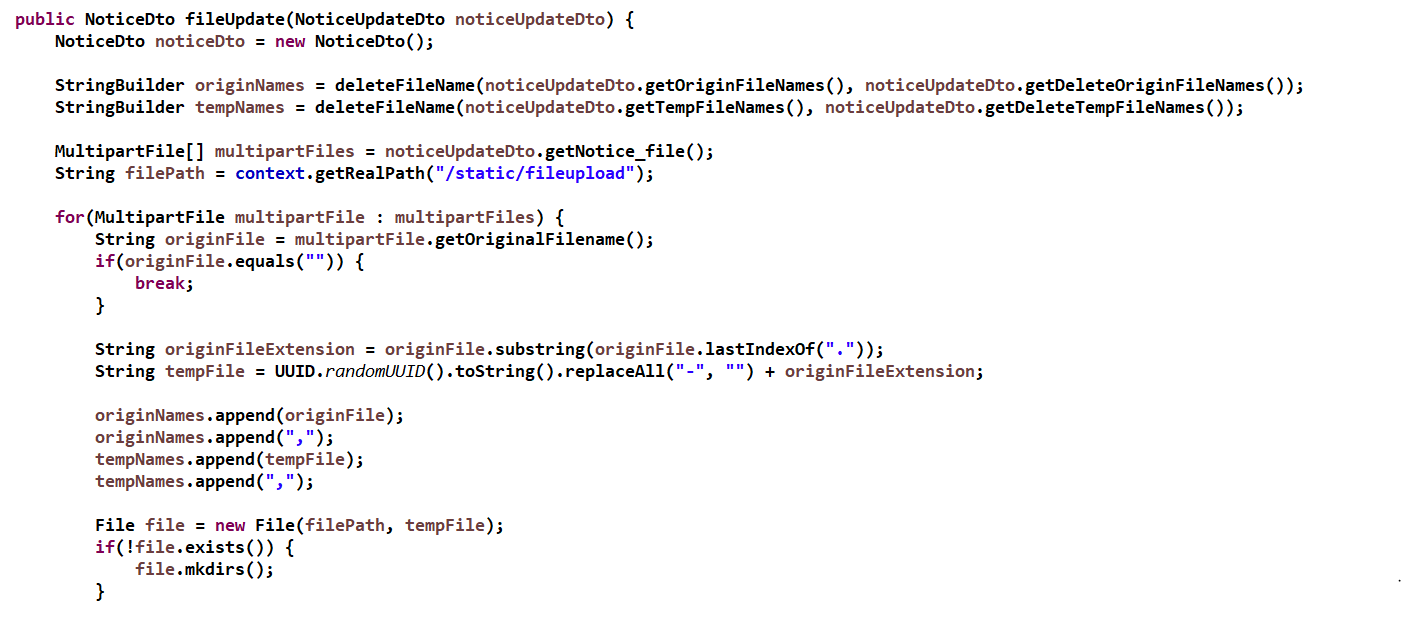 public NoticeDto fileUpdate(NoticeUpdateDto noticeUpdateDto) {
    NoticeDto noticeDto = new NoticeDto();

    StringBuilder originNames = deleteFileName(noticeUpdateDto.getOriginFileNames(), noticeUpdateDto.getDeleteOriginFileNames());
    StringBuilder tempNames = deleteFileName(noticeUpdateDto.getTempFileNames(), noticeUpdateDto.getDeleteTempFileNames());

    MultipartFile[] multipartFiles = noticeUpdateDto.getNotice_file();
    String filePath = context.getRealPath("/static/fileupload");

    for(MultipartFile multipartFile : multipartFiles) {
        String originFile = multipartFile.getOriginalFilename();
        if(originFile.equals("")) {
            break;
        }

        String originFileExtension = originFile.substring(originFile.lastIndexOf("."));
        String tempFile = UUID.randomUUID().toString().replaceAll("-", "") + originFileExtension;

        originNames.append(originFile);
        originNames.append(",");
        tempNames.append(tempFile);
        tempNames.append(",");

        File file = new File(filePath, tempFile);
        if(!file.exists()) {
            file.mkdirs();
        }